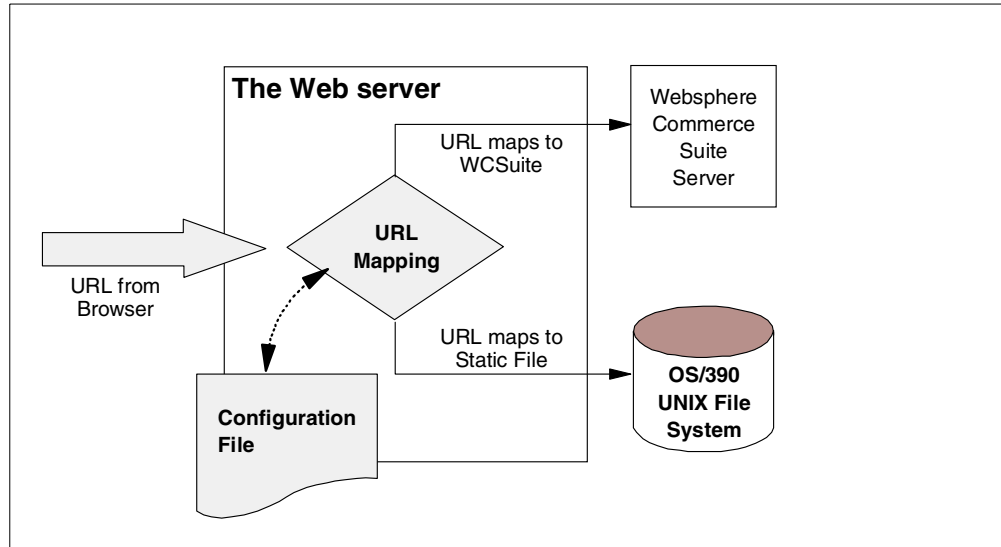 The Web server
Websphere
Commerce
Suite
Server
URL maps to
WCSuite
URL
Mapping
URL from
Browser
URL maps to
Static File
OS/390
UNIX File
System
Configuration
File